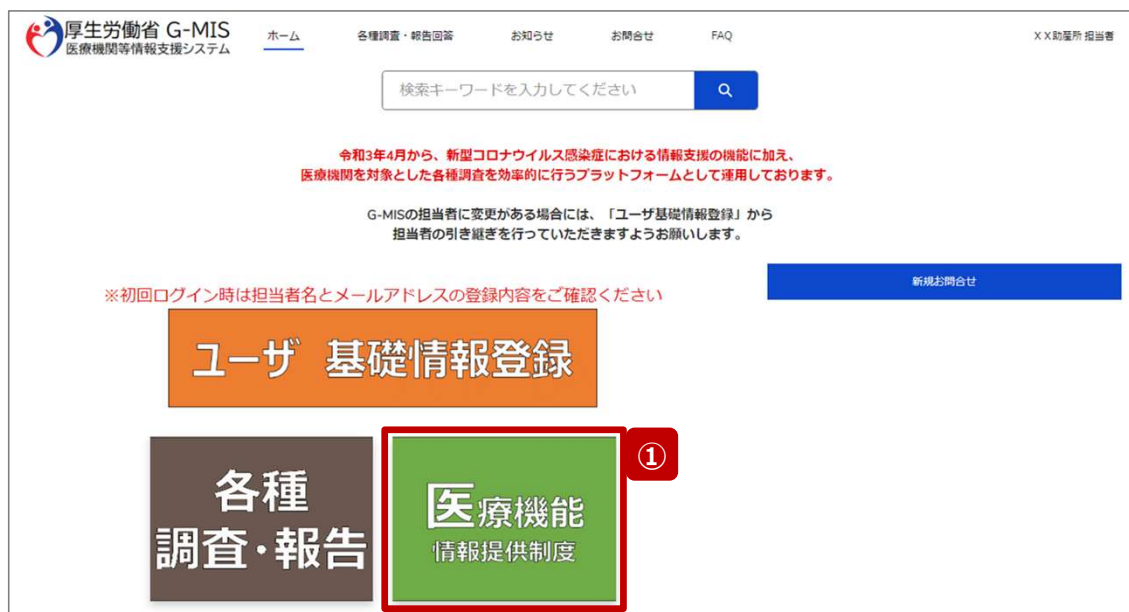 厚生労働省 G-MIS
医療機関等情報支援システム
ホーム
各種調査・報告回答
お知らせ
お問合せ
FAQ
XX助産所 担当者
検索キーワードを入力してください
令和3年4月から、新型コロナウイルス感染症における情報支援の機能に加え、
医療機関を対象とした各種調査を効率的に行うプラットフォームとして運用しております。
G-MISの担当者に変更がある場合には、「ユーザ基礎情報登録」から
担当者の引き継ぎを行っていただきますようお願いします。
新規お問合せ
※初回ログイン時は担当者名とメールアドレスの登録内容をご確認ください
ユーザ 基礎情報登録
各種
調査・報告
医療機能
情報提供制度
①